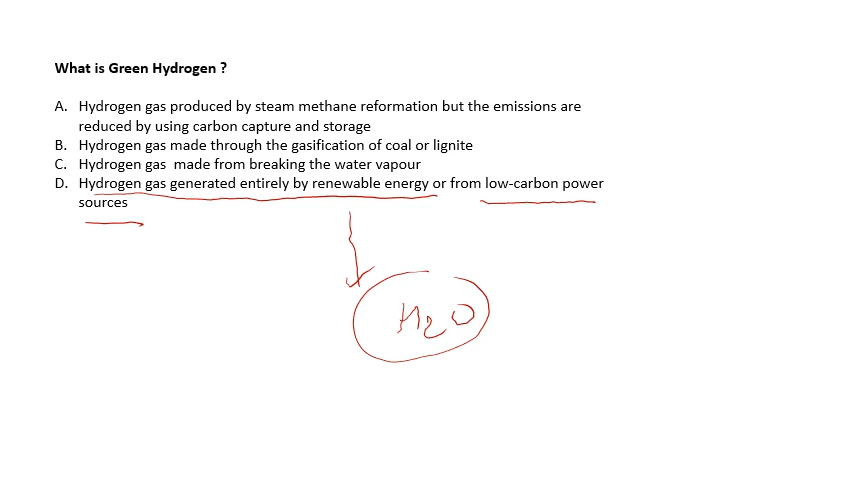 What is Green Hydrogen ?
A. Hydrogen gas produced by steam methane reformation but the emissions are
reduced by using carbon capture and storage
B. Hydrogen gas made through the gasification of coal or lignite
C. Hydrogen gas  made from breaking the water vapour
D. Hydrogen gas generated entirely by renewable energy or from low-carbon power
sources
H2O